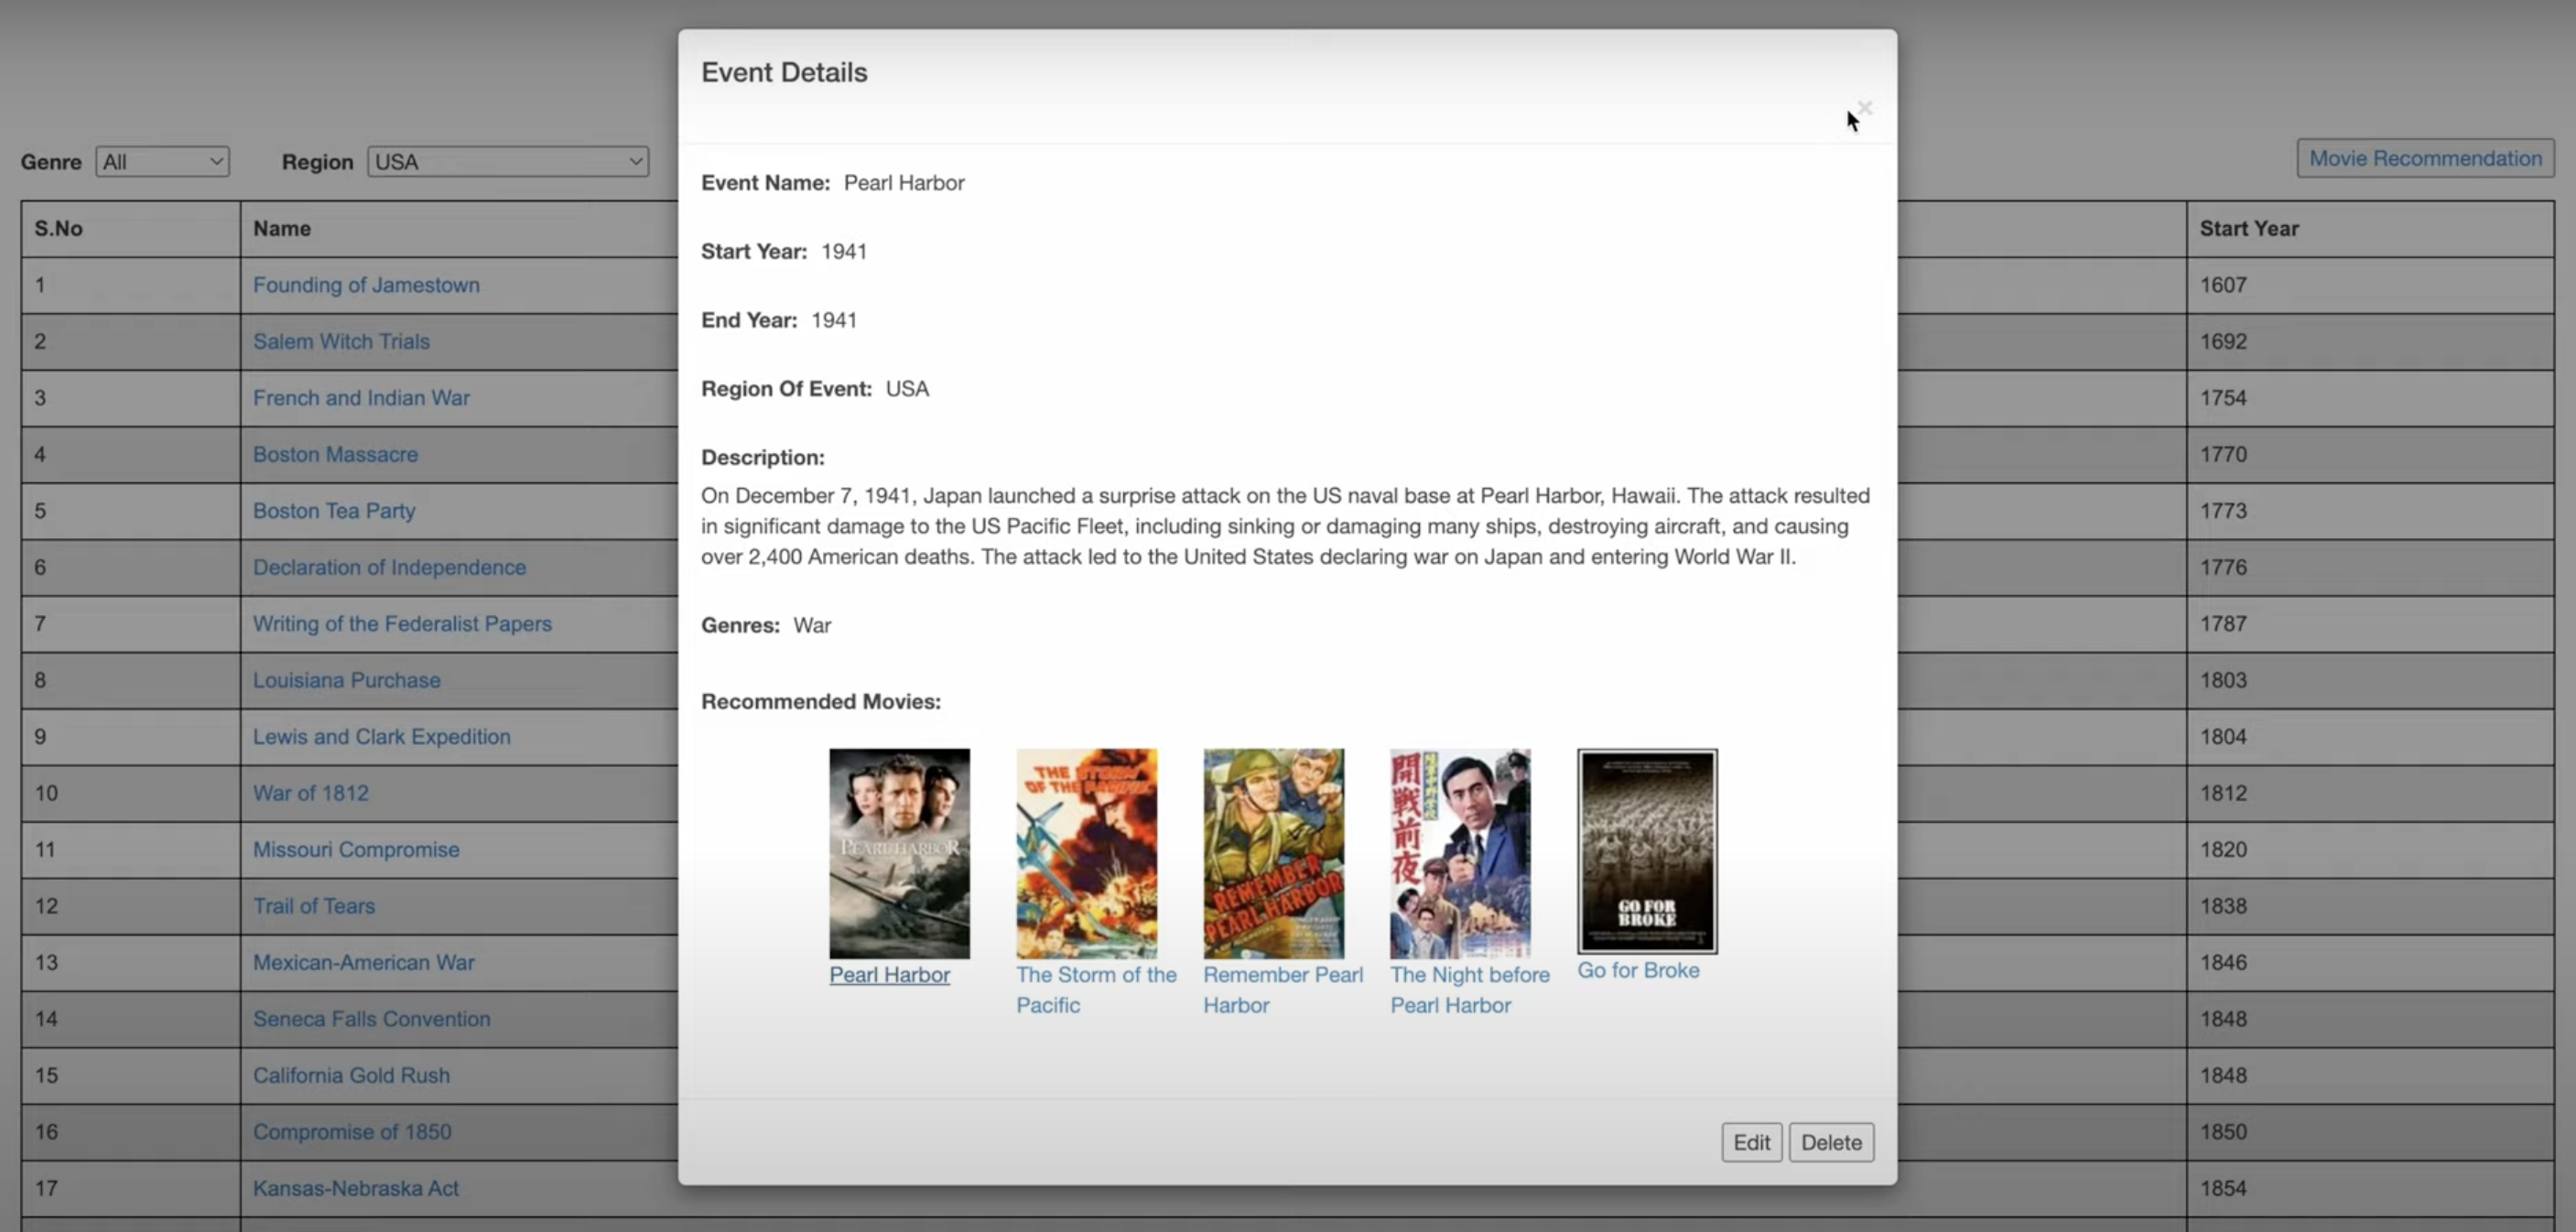 Event Details
×
Genre All Region USA
Movie Recommendation
S.No Name Start Year
1 Founding of Jamestown 1607
2 Salem Witch Trials 1692
3 French and Indian War 1754
4 Boston Massacre 1770
5 Boston Tea Party 1773
6 Declaration of Independence 1776
7 Writing of the Federalist Papers 1787
8 Louisiana Purchase 1803
9 Lewis and Clark Expedition 1804
10 War of 1812 1812
11 Missouri Compromise 1820
12 Trail of Tears 1838
13 Mexican-American War 1846
14 Seneca Falls Convention 1848
15 California Gold Rush 1848
16 Compromise of 1850 1850
17 Kansas-Nebraska Act 1854
Event Name: Pearl Harbor
Start Year: 1941
End Year: 1941
Region Of Event: USA
Description:
On December 7, 1941, Japan launched a surprise attack on the US naval base at Pearl Harbor, Hawaii. The attack resulted
in significant damage to the US Pacific Fleet, including sinking or damaging many ships, destroying aircraft, and causing
over 2,400 American deaths. The attack led to the United States declaring war on Japan and entering World War II.
Genres: War
Recommended Movies:
PEARL HARBOR
THE STORM
OF THE PACIFIC
REMEMBER
PEARL HARBOR
開戦前夜
GO FOR
BROKE
Pearl Harbor
The Storm of the
Pacific
Remember Pearl
Harbor
The Night before
Pearl Harbor
Go for Broke
Edit Delete